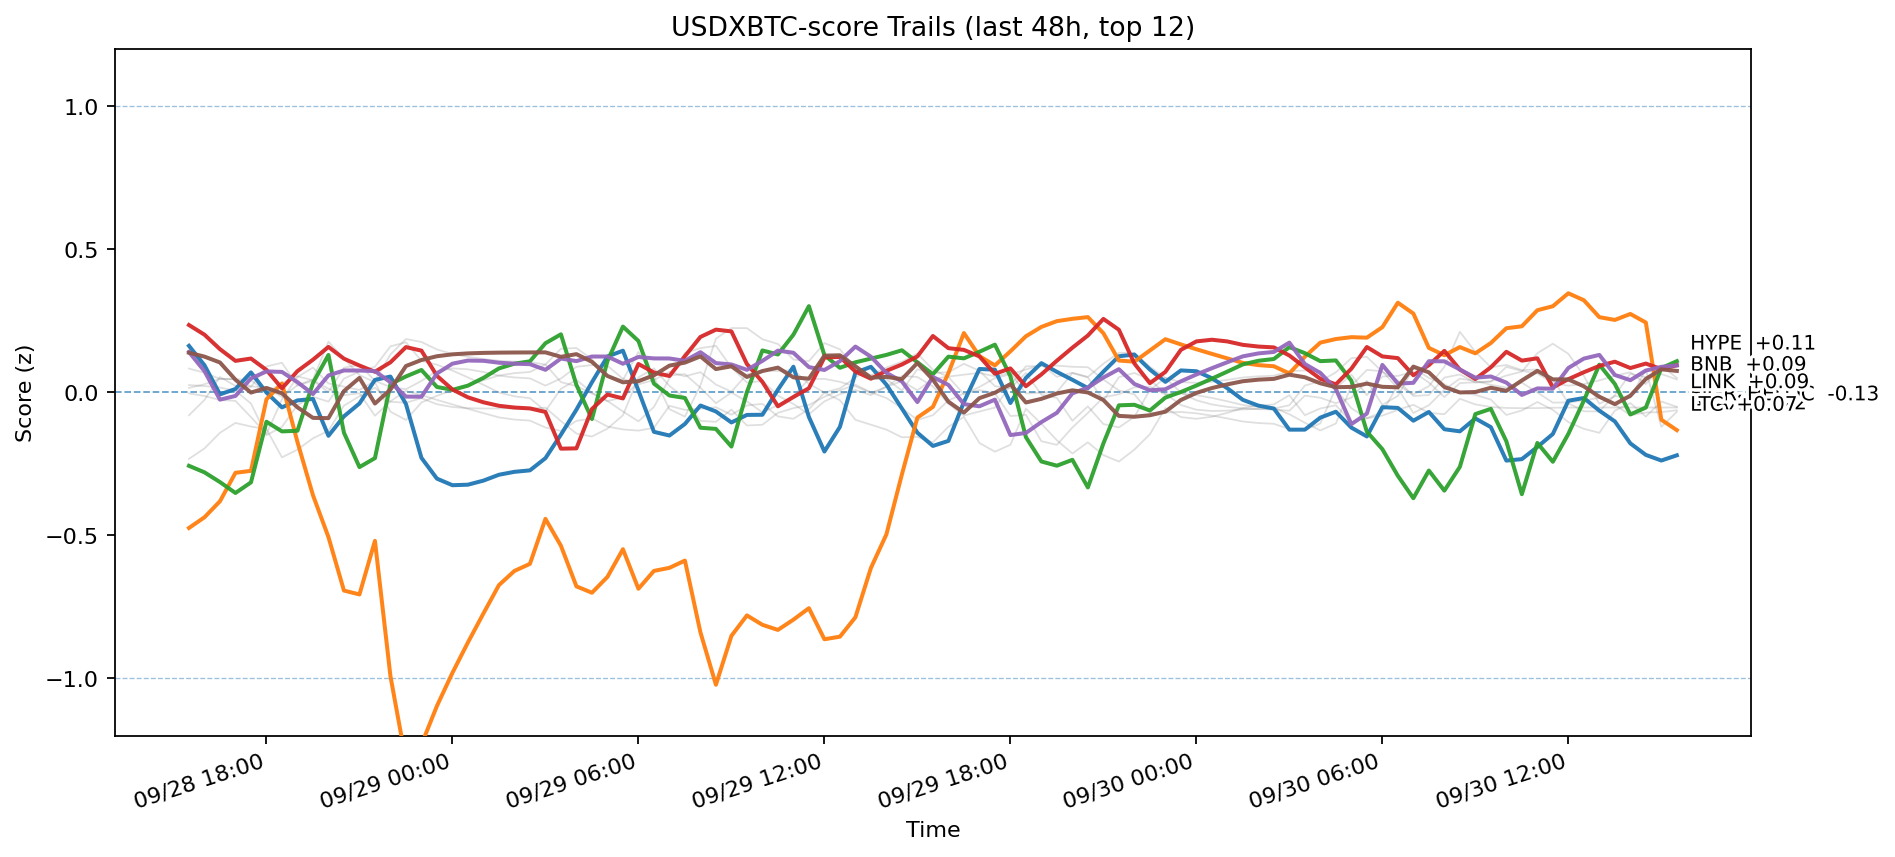 USDXBTC-score Trails (last 48h, top 12)
Score (z)
1.0
0.5
0.0
−0.5
−1.0
HYPE +0.11
BNB +0.09
LINK +0.09
-0.13
LTC +0.07
09/28 18:00
09/29 00:00
09/29 06:00
09/29 12:00
09/29 18:00
09/30 00:00
09/30 06:00
09/30 12:00
Time